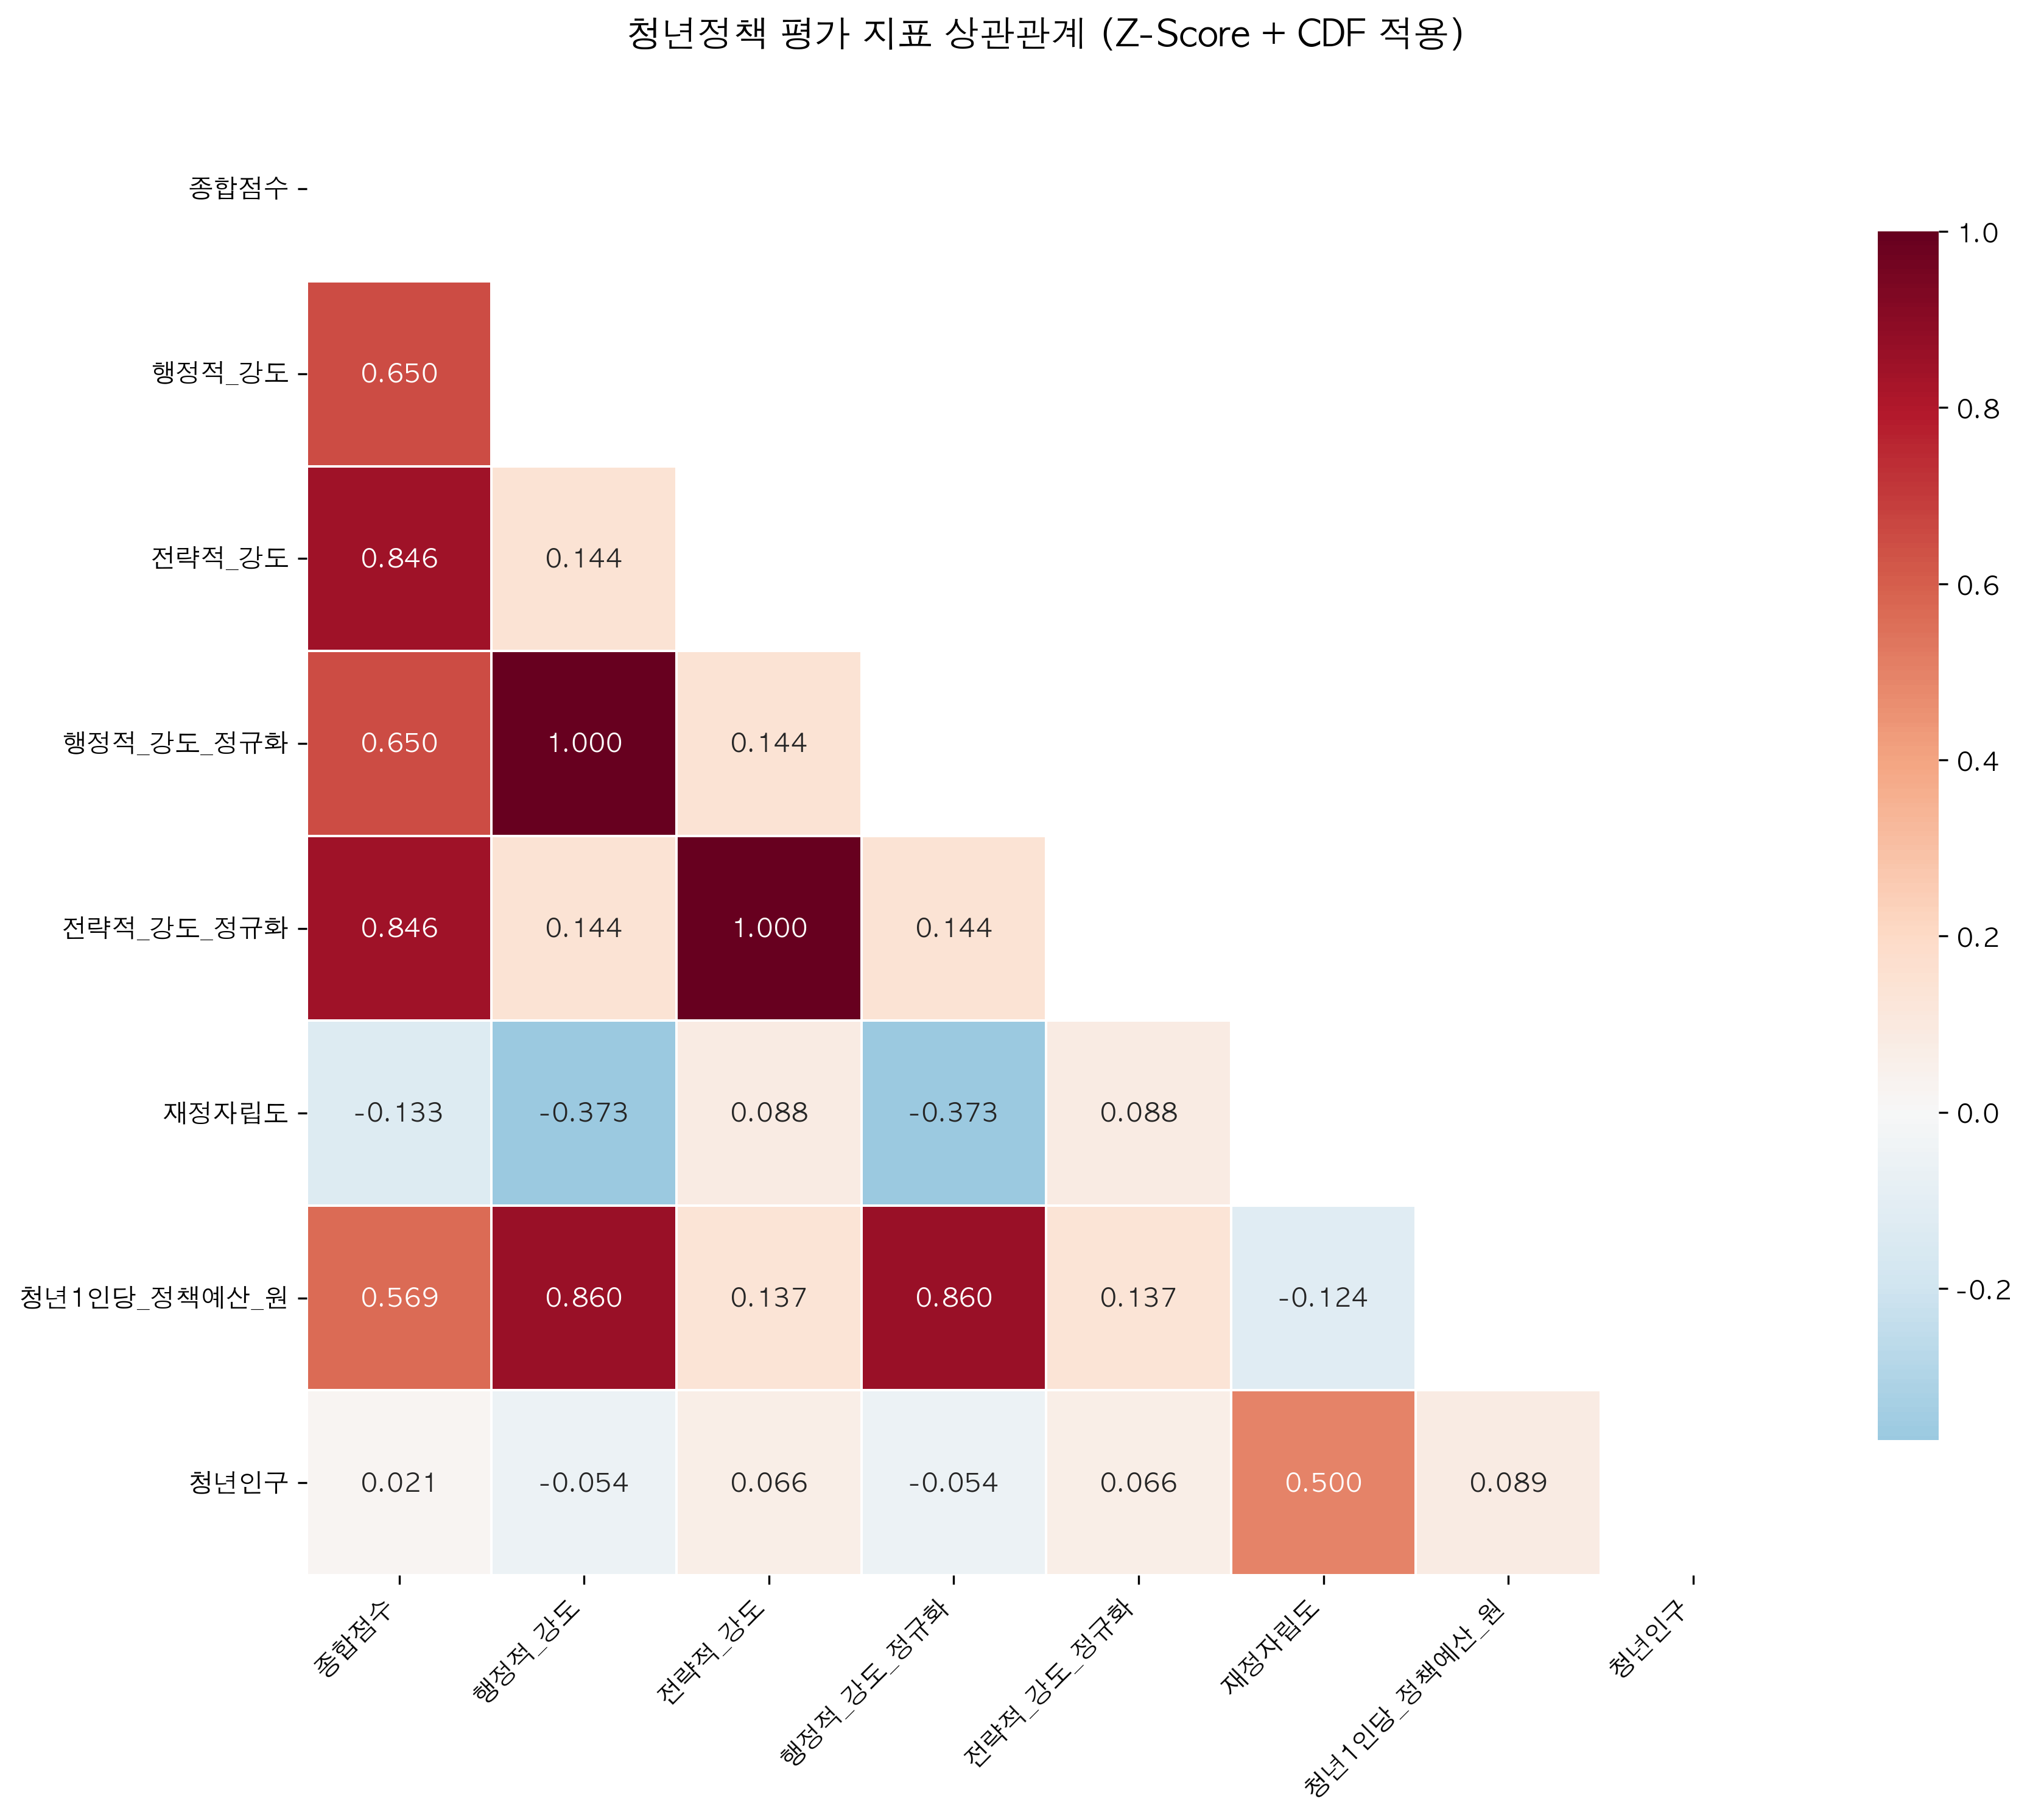 청년정책 평가 지표 상관관계 (Z-Score + CDF 적용)
종합점수
행정적_강도 0.650
전략적_강도 0.846 0.144
행정적_강도_정규화 0.650 1.000 0.144
전략적_강도_정규화 0.846 0.144 1.000 0.144
재정자립도 -0.133 -0.373 0.088 -0.373 0.088
청년1인당_정책예산_원 0.569 0.860 0.137 0.860 0.137 -0.124
청년인구 0.021 -0.054 0.066 -0.054 0.066 0.500 0.089
종합점수
행정적_강도
전략적_강도
행정적_강도_정규화
전략적_강도_정규화
재정자립도
청년1인당_정책예산_원
청년인구
1.0
0.8
0.6
0.4
0.2
0.0
-0.2